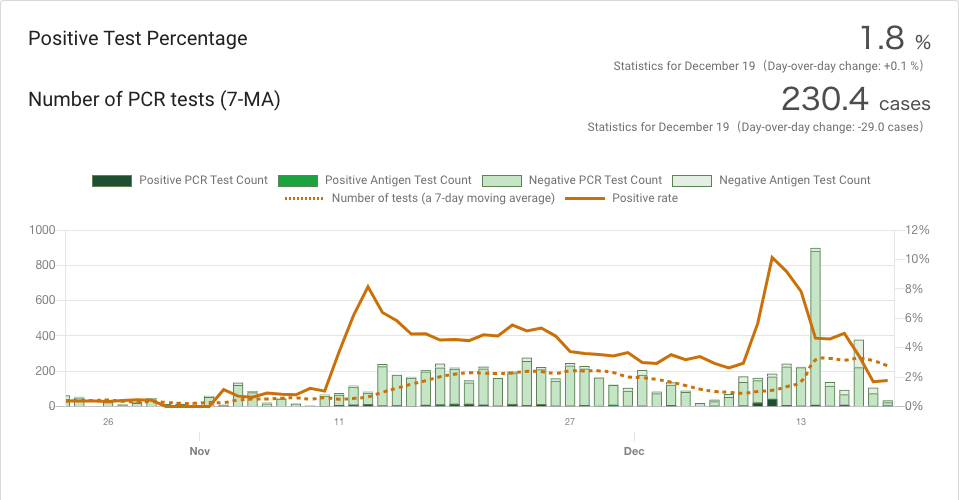 Positive Test Percentage
1.8 %
Statistics for December 19（Day-over-day change: +0.1 %）
Number of PCR tests (7-MA)
230.4 cases
Statistics for December 19（Day-over-day change: -29.0 cases）
Positive PCR Test Count Positive Antigen Test Count Negative PCR Test Count Negative Antigen Test Count
Number of tests (a 7-day moving average) Positive rate
1000 12%
800 10%
600 8%
400 6%
200 4%
0 2%
0%
26 11 27 13
Nov Dec